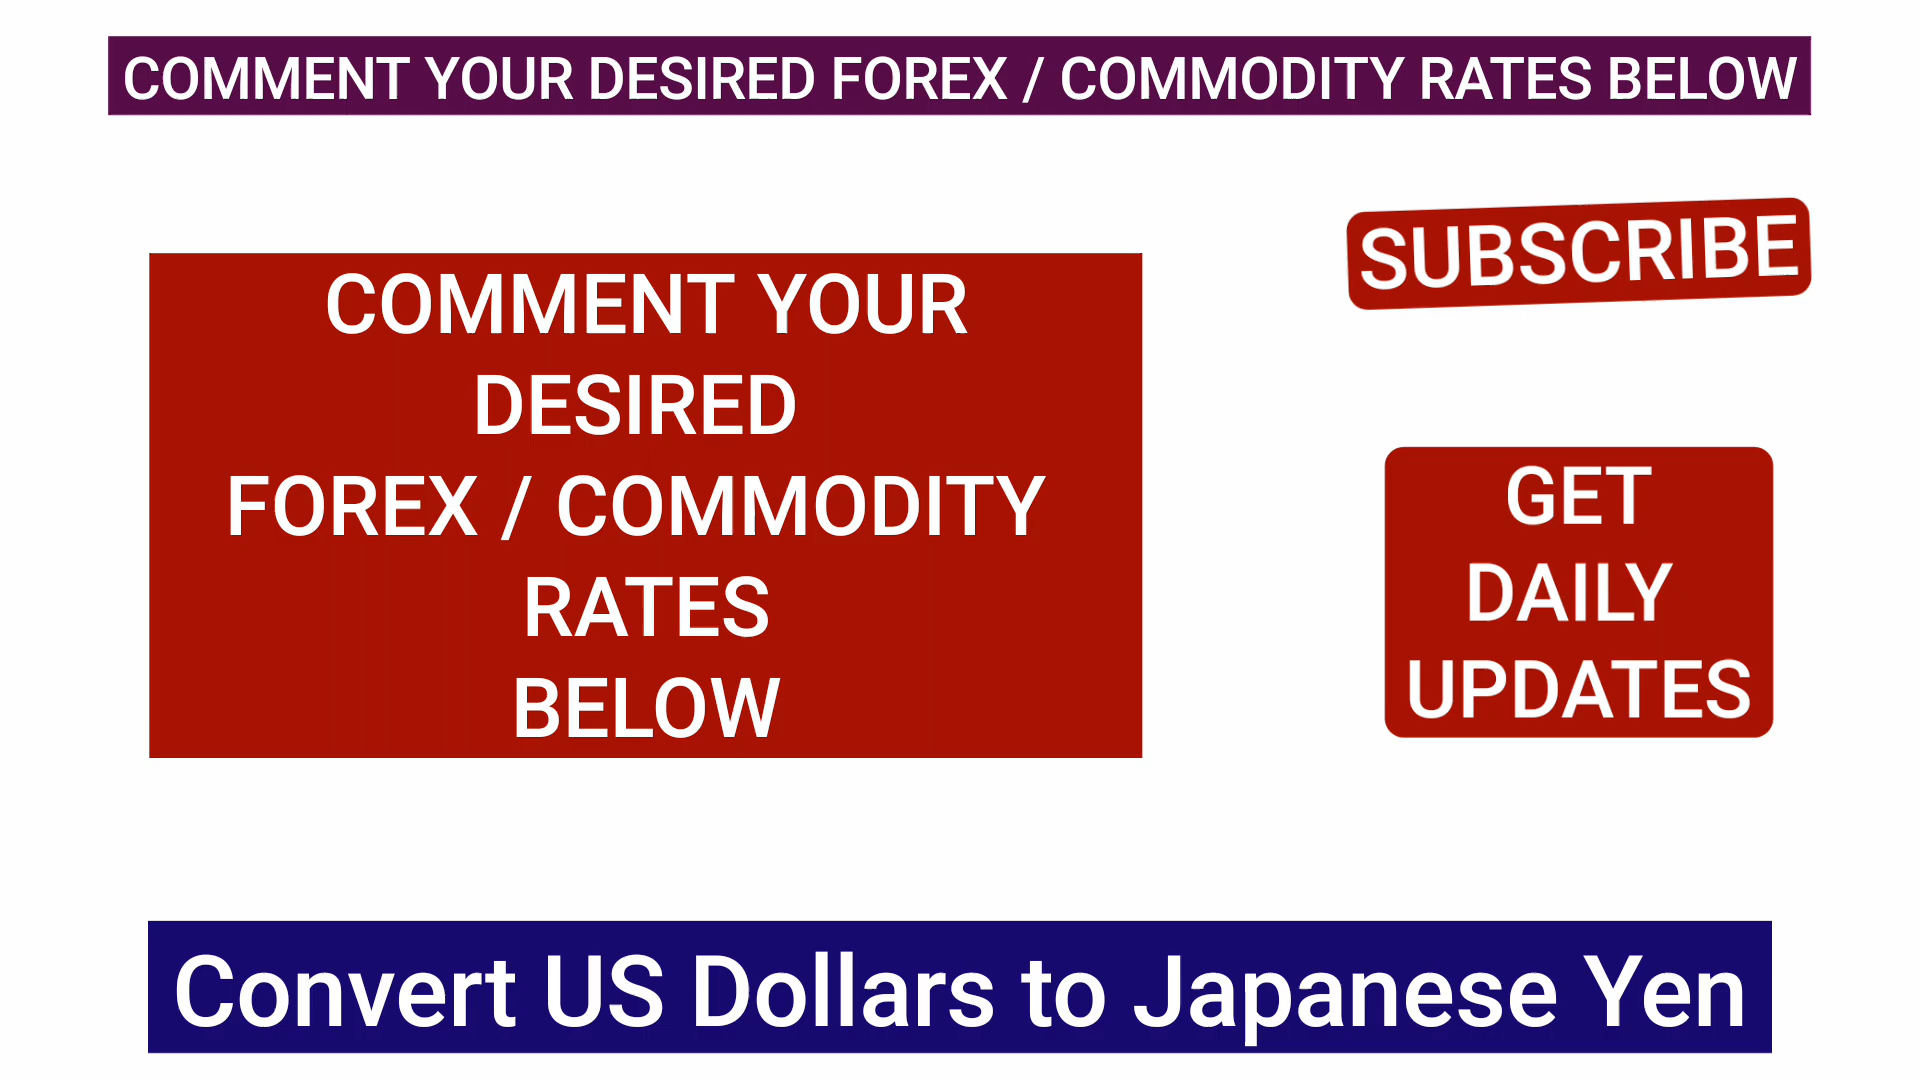 COMMENT YOUR DESIRED FOREX / COMMODITY RATES BELOW
COMMENT YOUR
DESIRED
FOREX / COMMODITY
RATES
BELOW
SUBSCRIBE
GET
DAILY
UPDATES
Convert US Dollars to Japanese Yen